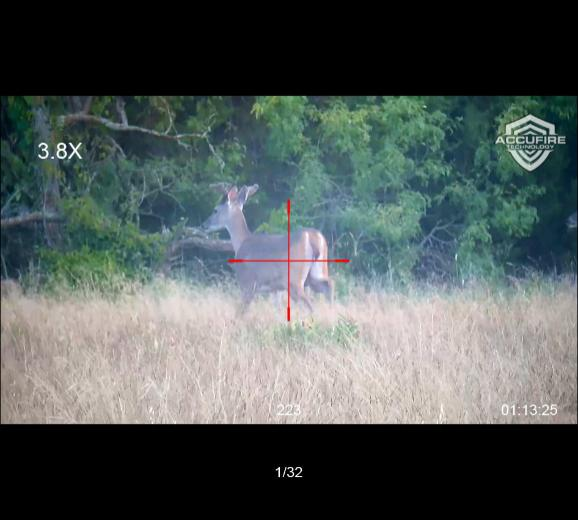 3.8X
ACCUFIRE
TECHNOLOGY
223
01:13:25
1/32